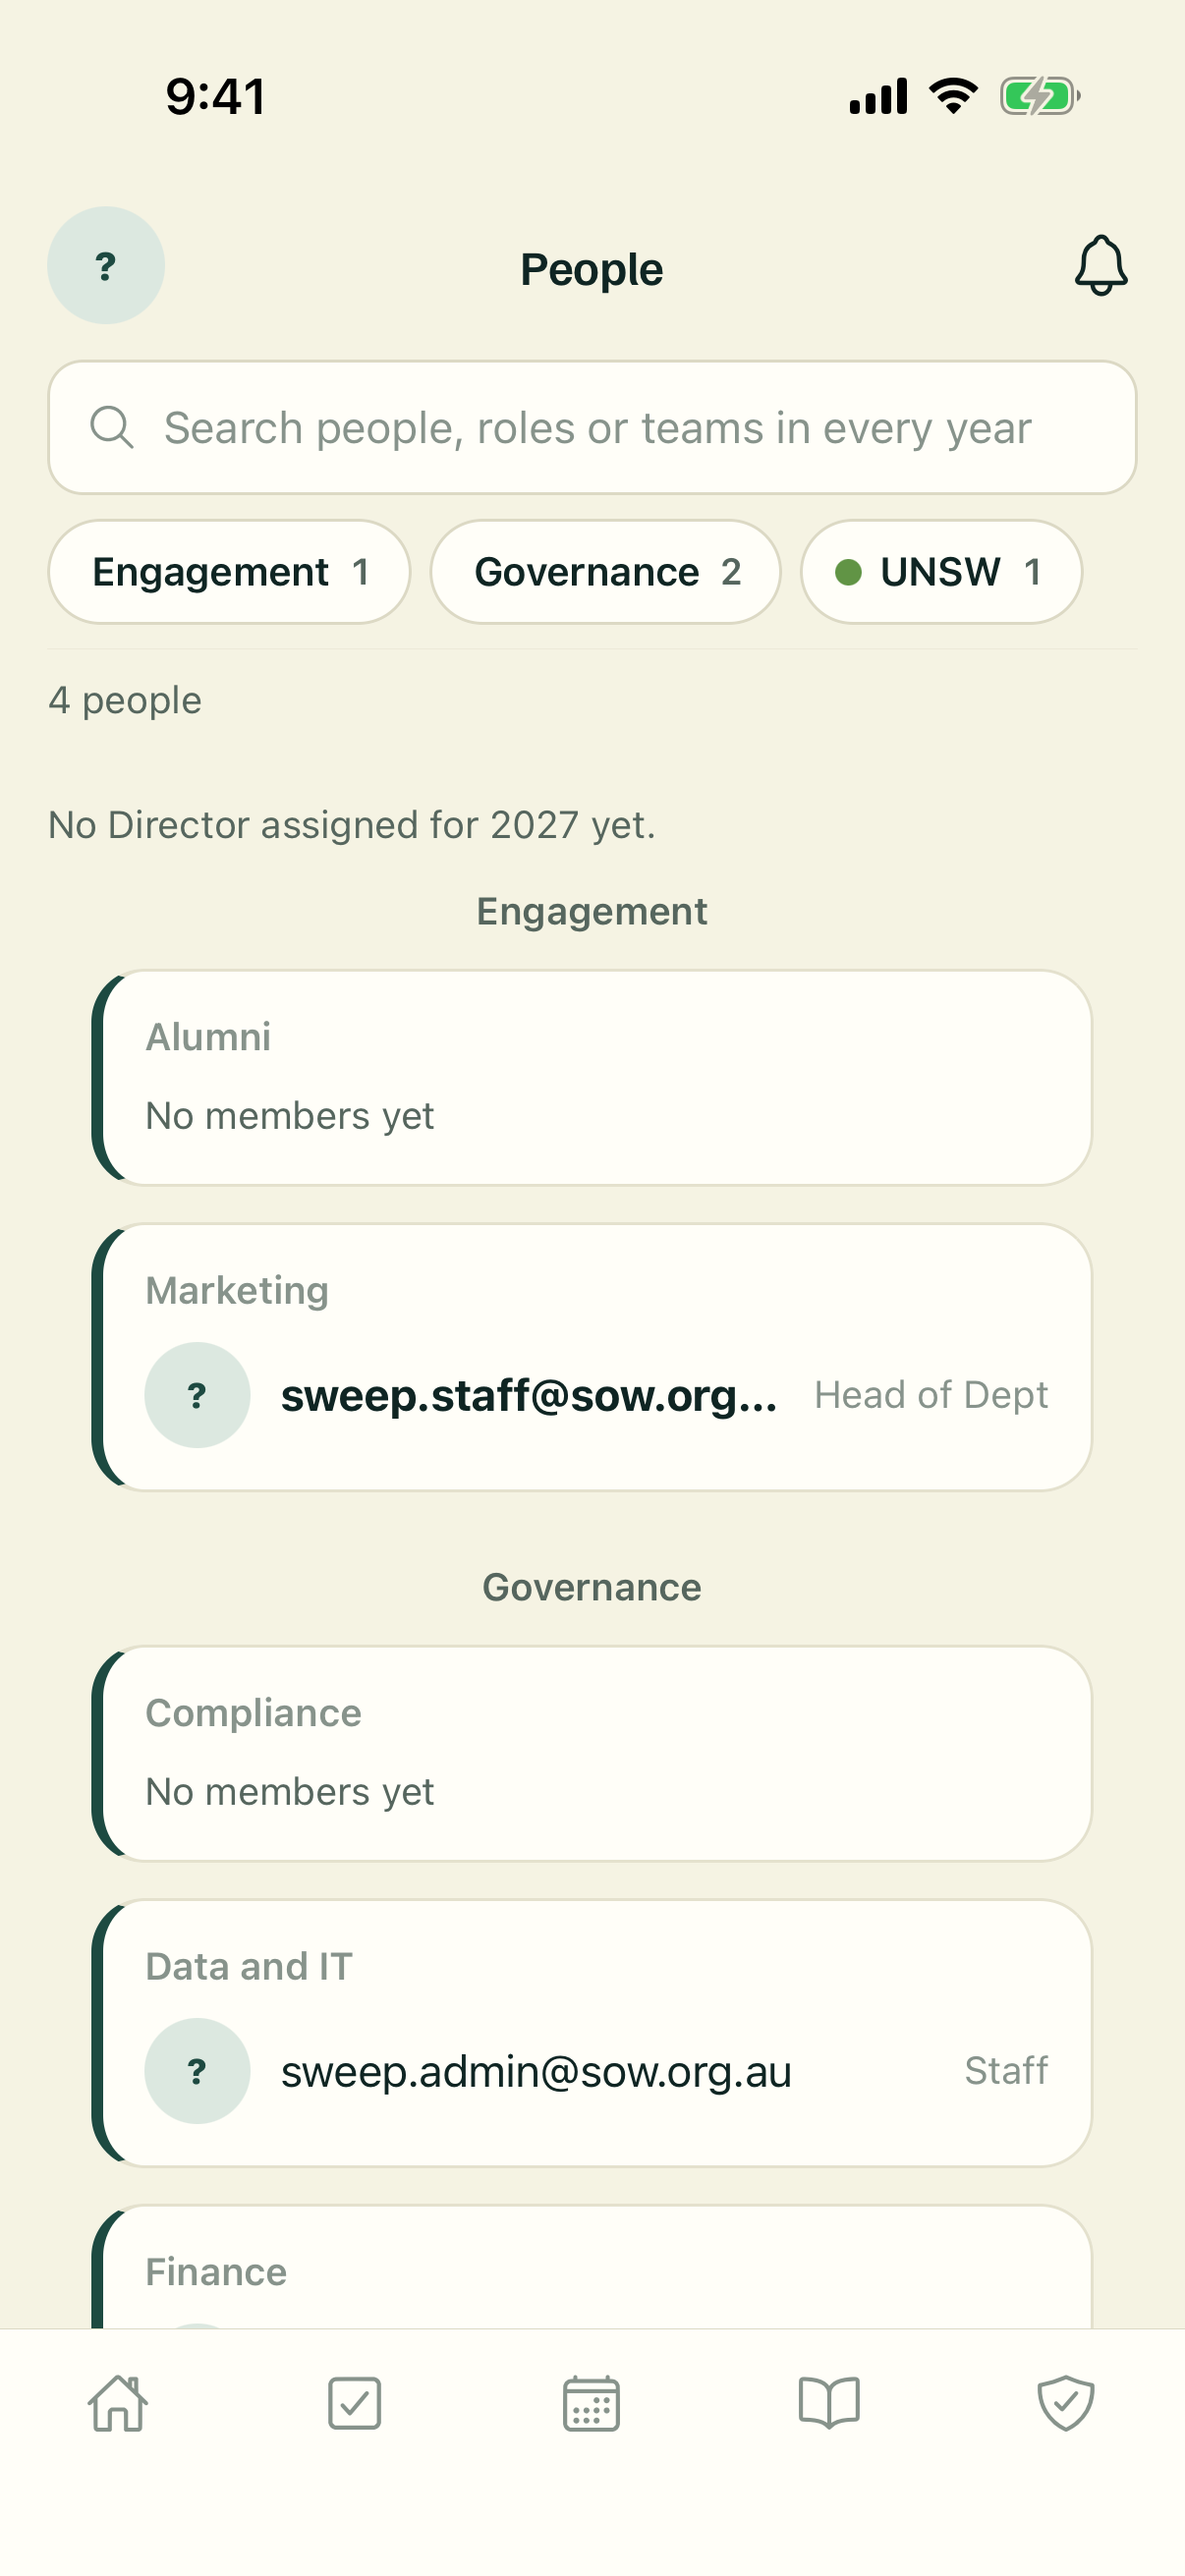 9:41
?
People
Search people, roles or teams in every year
Engagement 1
Governance 2
UNSW 1
4 people
No Director assigned for 2027 yet.
Engagement
Alumni
No members yet
Marketing
? sweep.staff@sow.org... Head of Dept
Governance
Compliance
No members yet
Data and IT
? sweep.admin@sow.org.au Staff
Finance